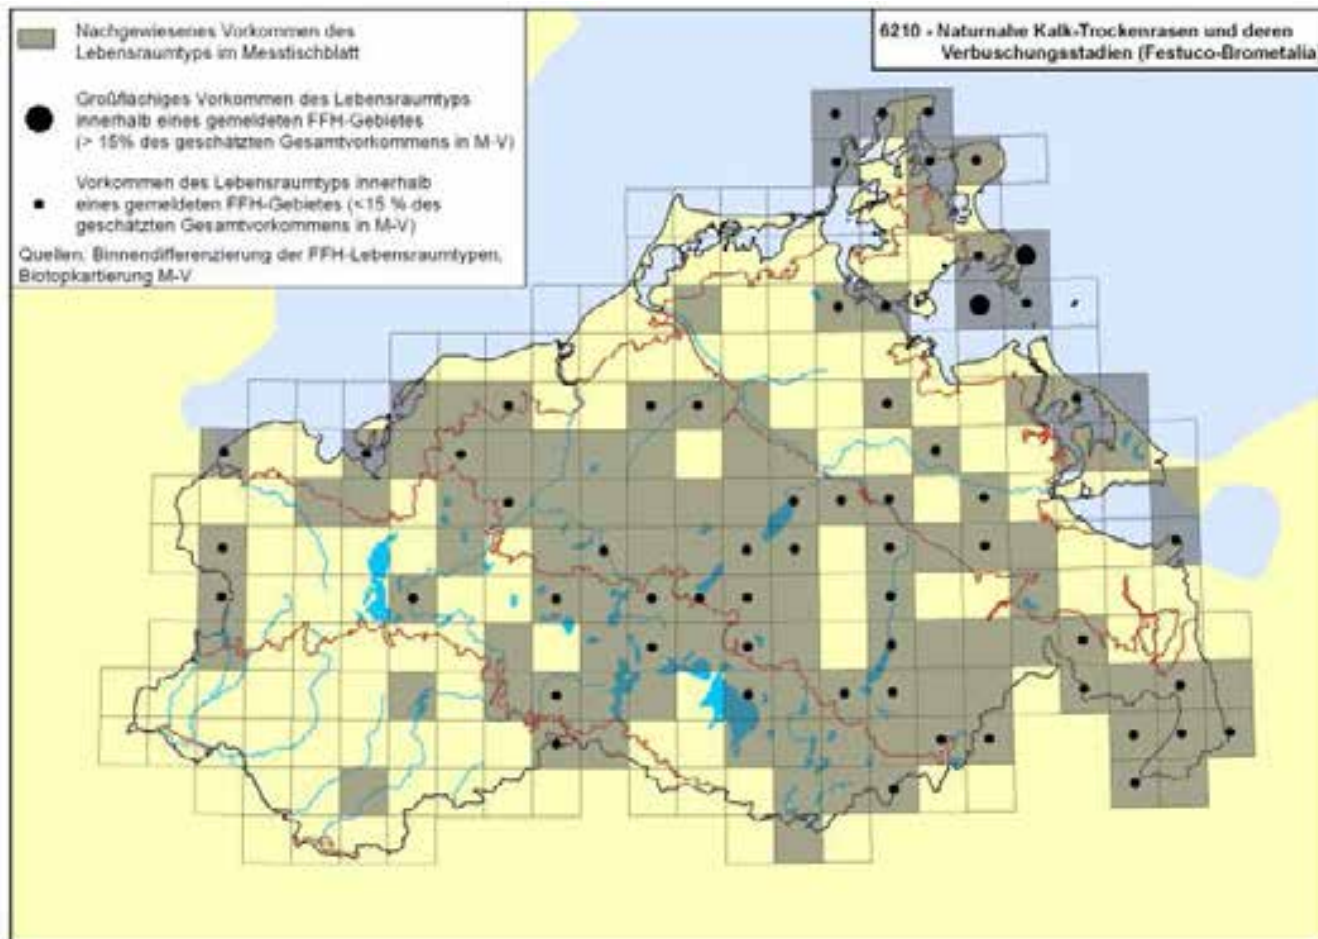 Nachgewiesenes Vorkommen des
Lebensraumtyps im Messtischblatt
Großflächiges Vorkommen des Lebensraumtyps
innerhalb eines gemeldeten FFH-Gebietes
(> 15% des geschätzten Gesamtvorkommens in M-V)
Vorkommen des Lebensraumtyps innerhalb
eines gemeldeten FFH-Gebietes (<15 % des
geschätzten Gesamtvorkommens in M-V)
Quellen: Binnendifferenzierung der FFH-Lebensraumtypen,
Biotopkartierung M-V
6210 - Naturnahe Kalk-Trockenrasen und deren
Verbuschungsstadien (Festuco-Brometalia)